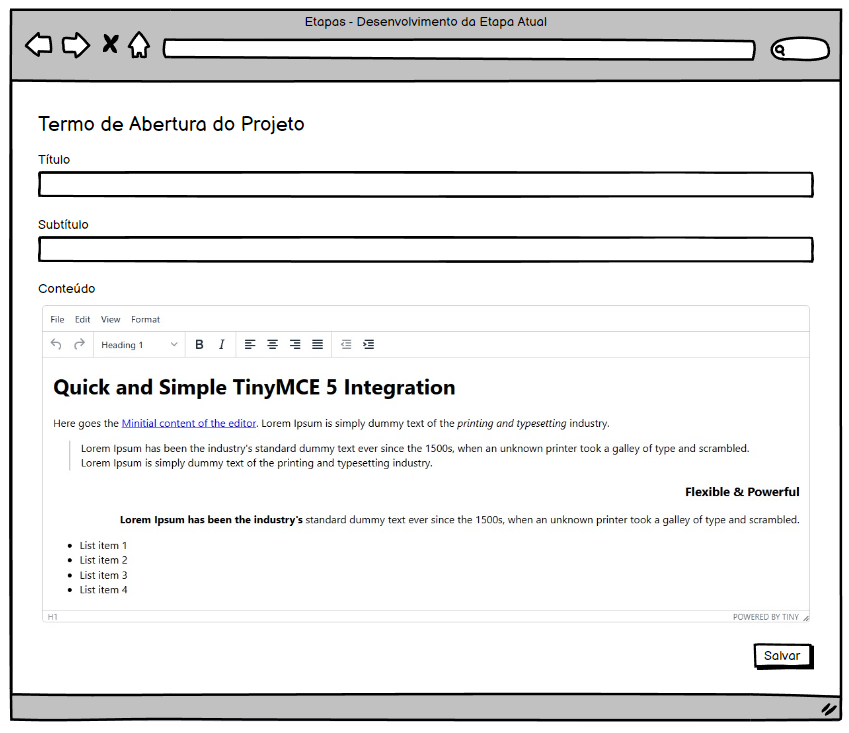 Etapas - Desenvolvimento da Etapa Atual
Termo de Abertura do Projeto
Título
Subtítulo
Conteúdo
File Edit View Format
Heading 1 B I
Quick and Simple TinyMCE 5 Integration
Here goes the Minitial content of the editor. Lorem Ipsum is simply dummy text of the printing and typesetting industry.
Lorem Ipsum has been the industry's standard dummy text ever since the 1500s, when an unknown printer took a galley of type and scrambled.
Lorem Ipsum is simply dummy text of the printing and typesetting industry.
Flexible & Powerful
Lorem Ipsum has been the industry's standard dummy text ever since the 1500s, when an unknown printer took a galley of type and scrambled.
List item 1
List item 2
List item 3
List item 4
H1 POWERED BY TINY
Salvar